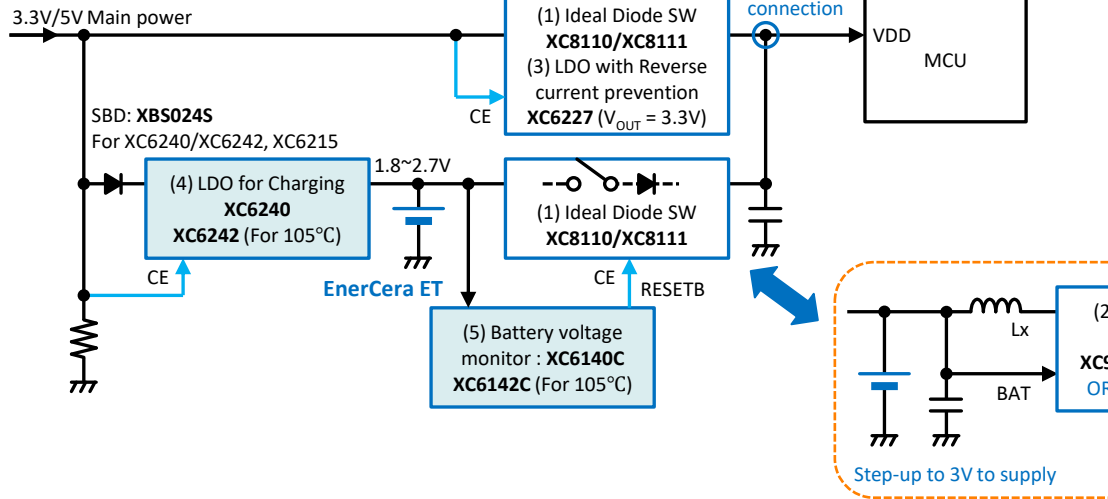 connection
3.3V/5V Main power
(1) Ideal Diode SW
XC8110/XC8111
(3) LDO with Reverse
current prevention
XC6227 (VOUT = 3.3V)
CE
VDD
MCU
SBD: XBS024S
For XC6240/XC6242, XC6215
(4) LDO for Charging
XC6240
XC6242 (For 105℃)
CE
1.8~2.7V
EnerCera ET
(1) Ideal Diode SW
XC8110/XC8111
CE
RESETB
(5) Battery voltage
monitor : XC6140C
XC6142C (For 105℃)
Lx
BAT
(2
Step-up to 3V to supply